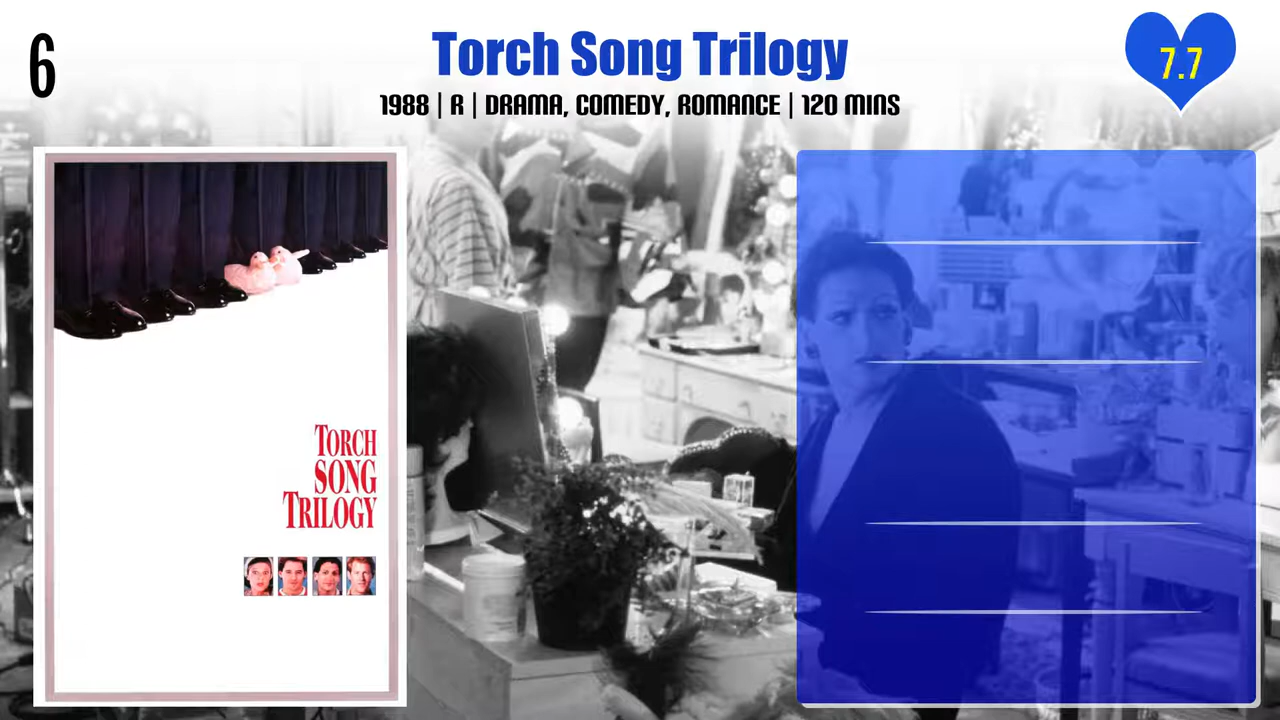 6
Torch Song Trilogy
1988 | R | DRAMA, COMEDY, ROMANCE | 120 MINS
7.7
TORCH
SONG
TRILOGY